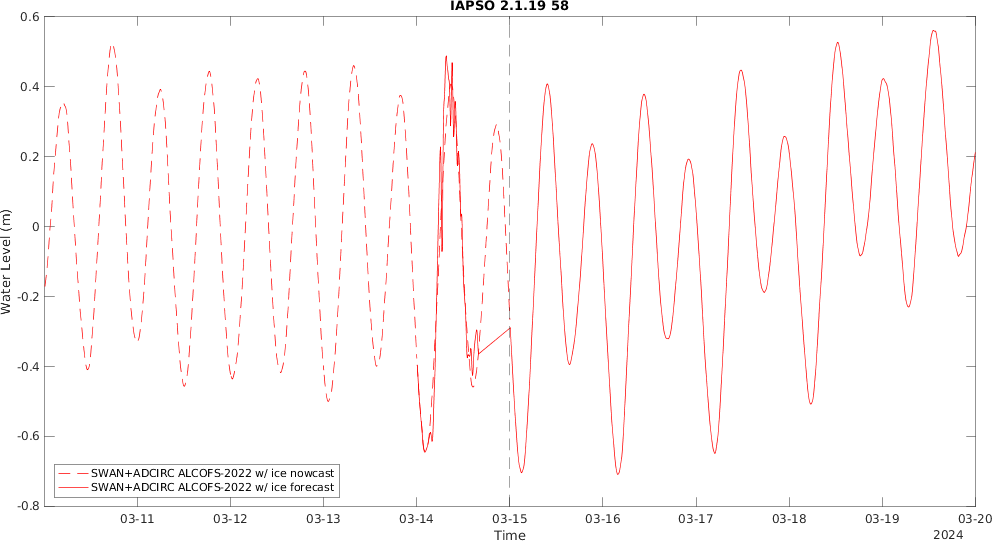 IAPSO 2.1.19 58
0.6
0.4
0.2
0
-0.2
-0.4
-0.6
-0.8
Water Level (m)
SWAN+ADCIRC ALCOFS-2022 w/ ice nowcast
SWAN+ADCIRC ALCOFS-2022 w/ ice forecast
03-11 03-12 03-13 03-14 03-15 03-16 03-17 03-18 03-19 03-20
Time
2024